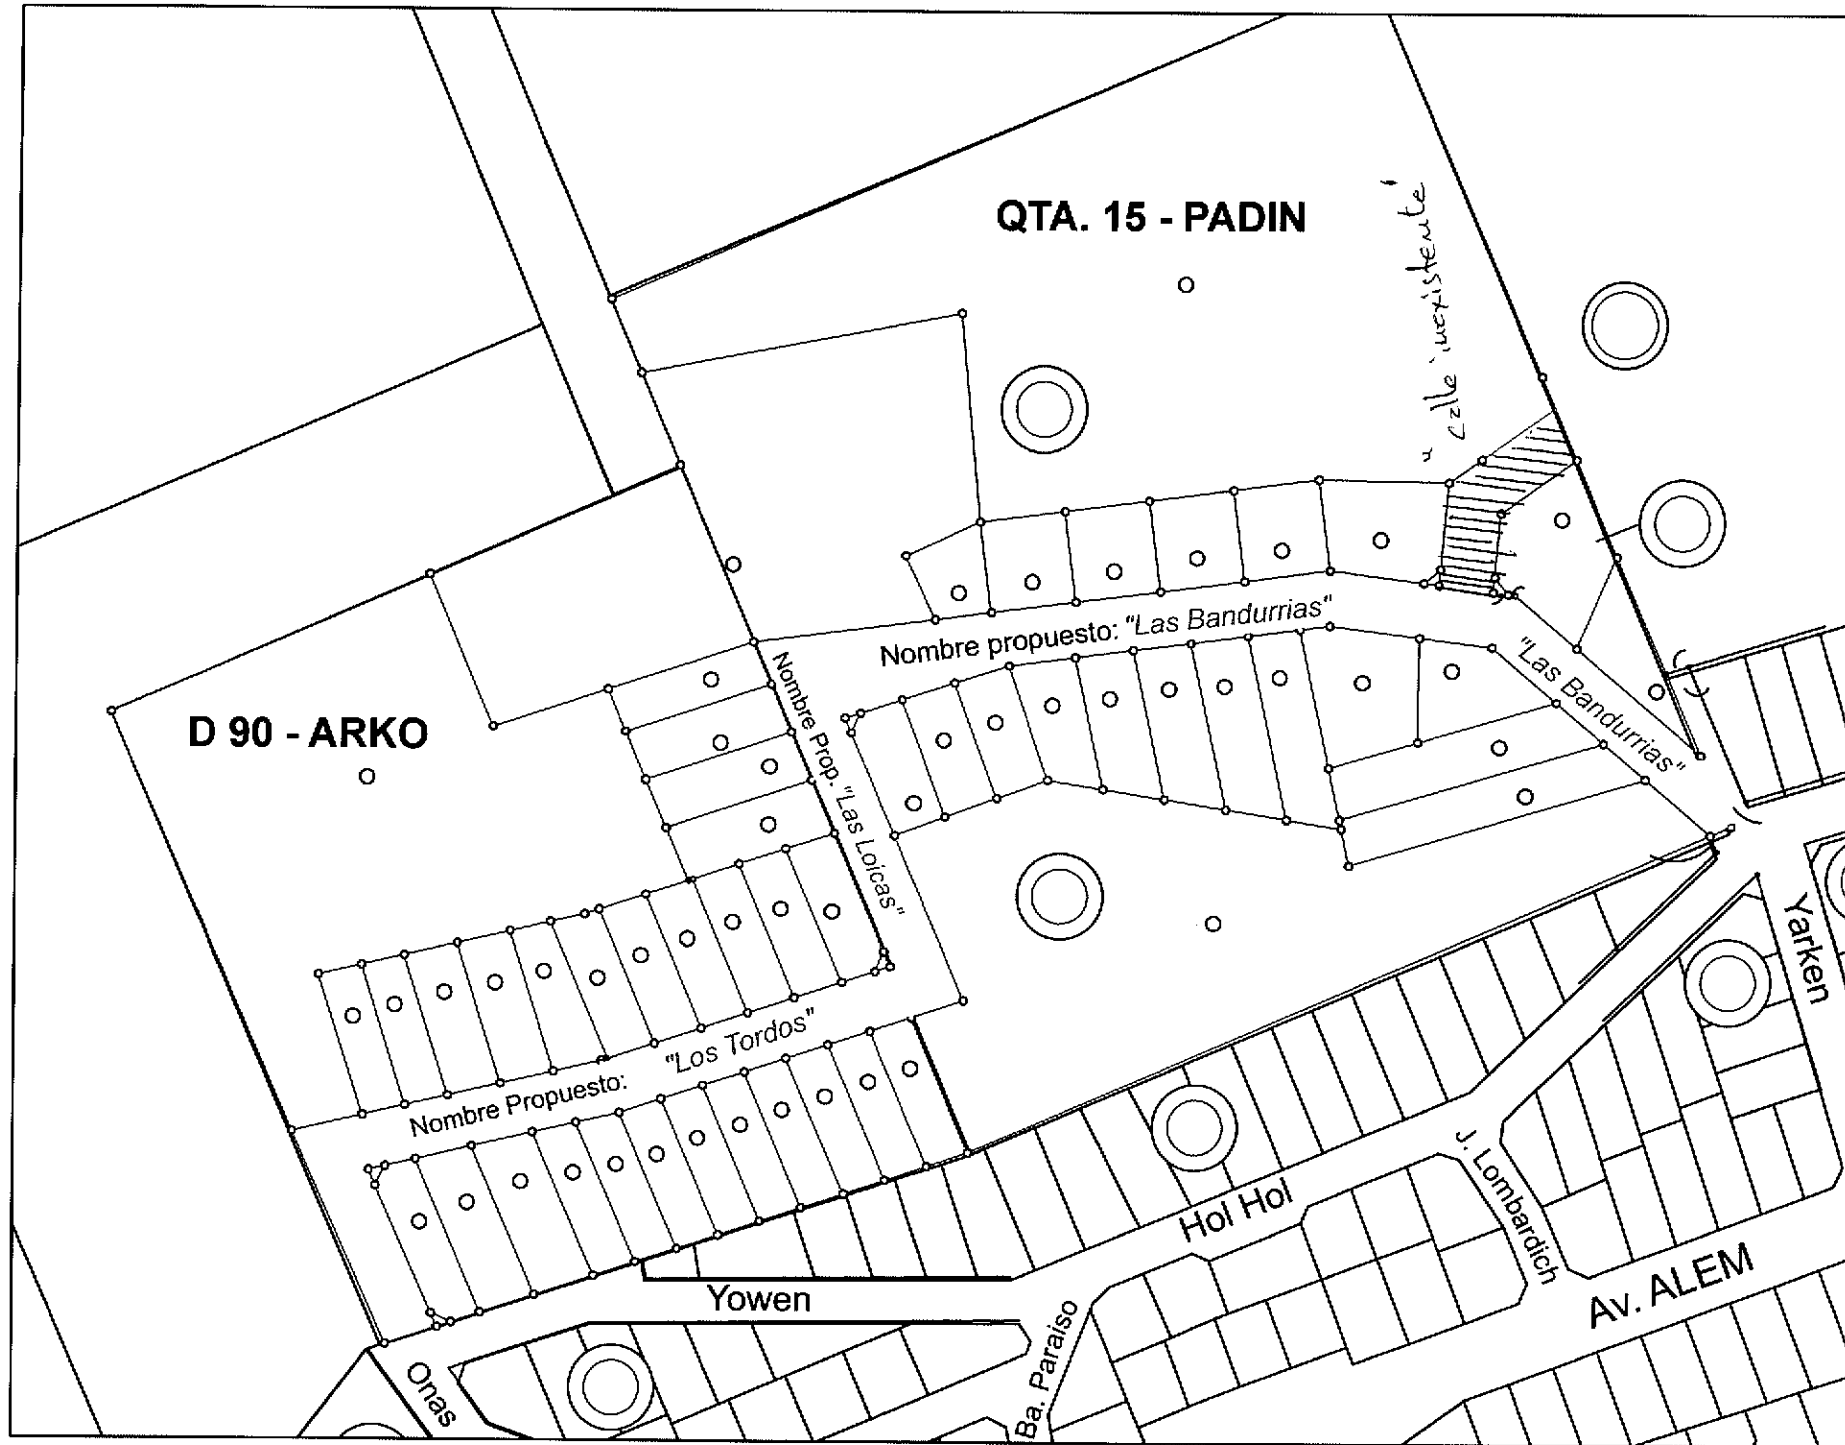 QTA. 15 - PADIN
"calle inexistente"
Nombre propuesto: "Las Bandurrias"
"Las Bandurrias"
D 90 - ARKO
Nombre Prop. "Las Loicas"
Nombre Propuesto: "Los Tordos"
Yarken
Hol Hol
J. Lombardich
Av. ALEM
Yowen
Ba. Paraiso
Onas